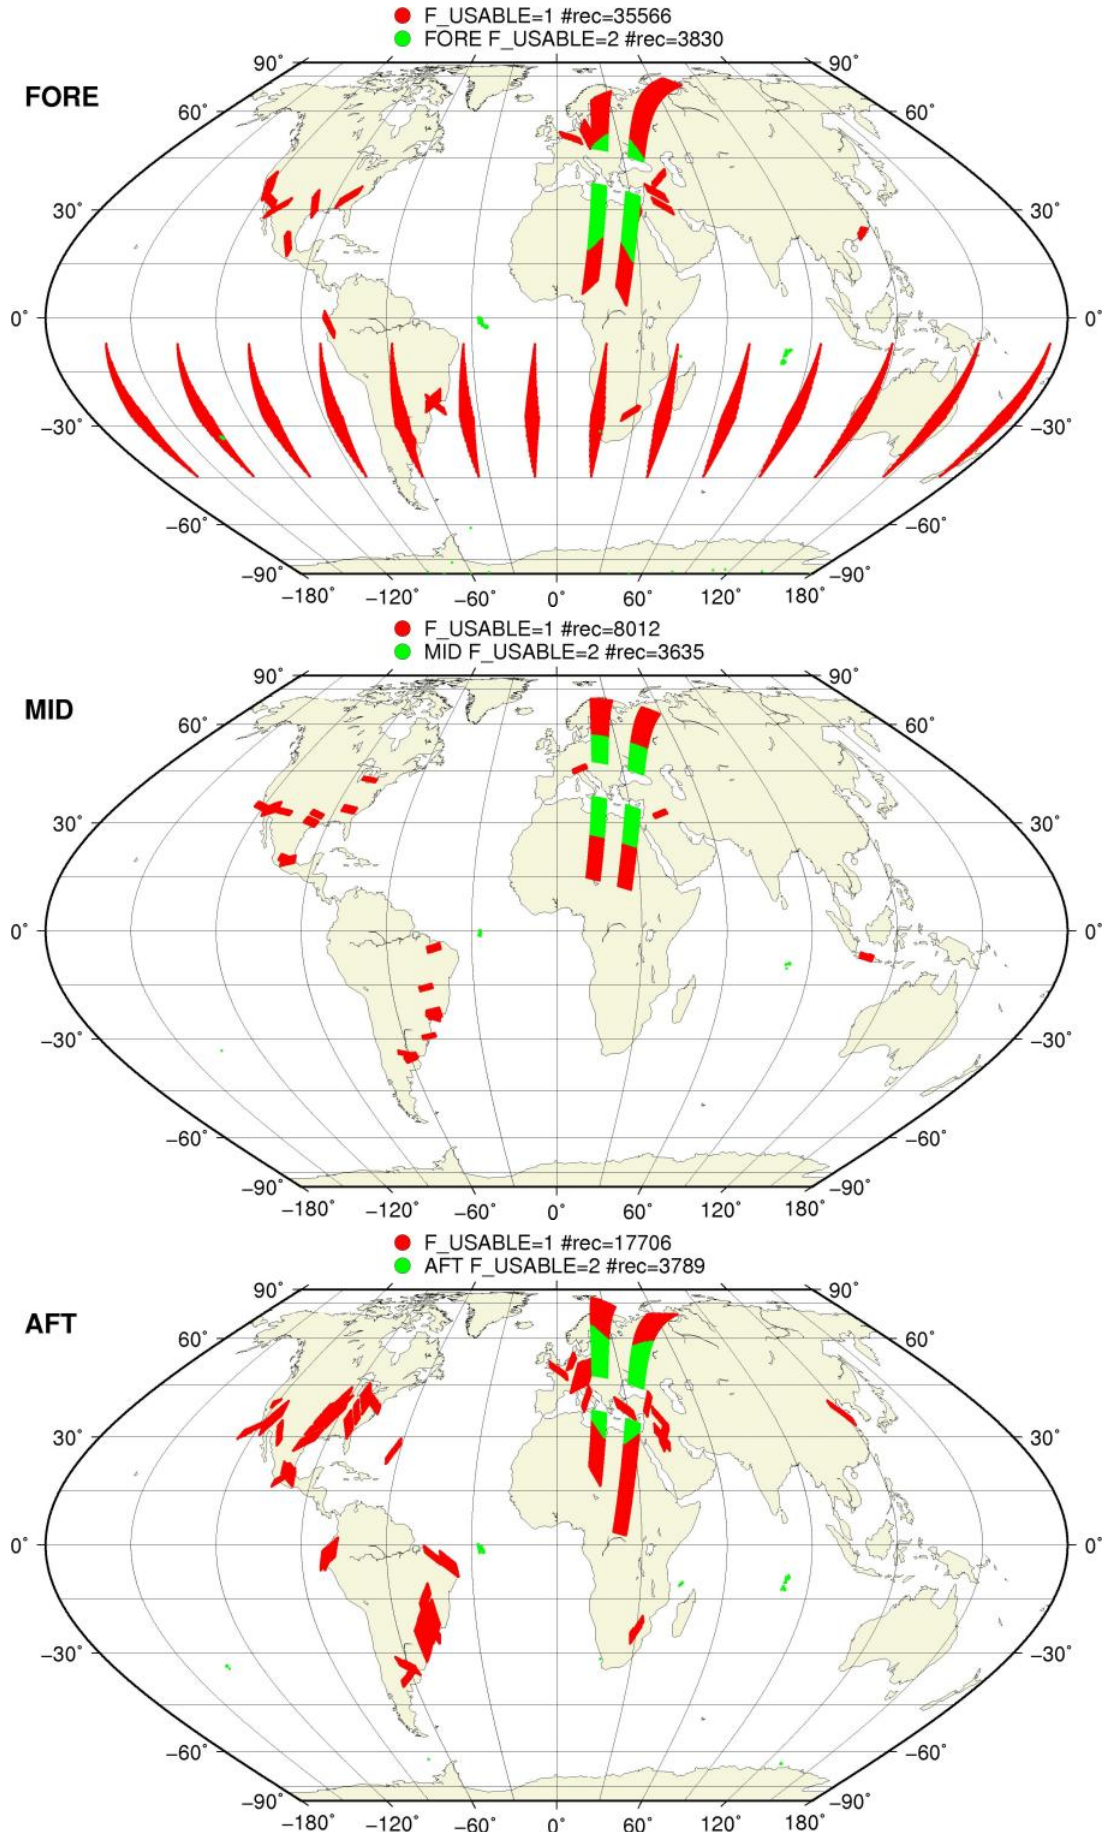 F_USABLE=1 #rec=35566
FORE F_USABLE=2 #rec=3830
FORE
90° 90°
60° 60°
30° 30°
0° 0°
−30° −30°
−60° −60°
−90° −90°
−180° −120° −60° 0° 60° 120° 180°
F_USABLE=1 #rec=8012
MID F_USABLE=2 #rec=3635
MID
90° 90°
60° 60°
30° 30°
0° 0°
−30° −30°
−60° −60°
−90° −90°
−180° −120° −60° 0° 60° 120° 180°
F_USABLE=1 #rec=17706
AFT F_USABLE=2 #rec=3789
AFT
90° 90°
60° 60°
30° 30°
0° 0°
−30° −30°
−60° −60°
−90° −90°
−180° −120° −60° 0° 60° 120° 180°